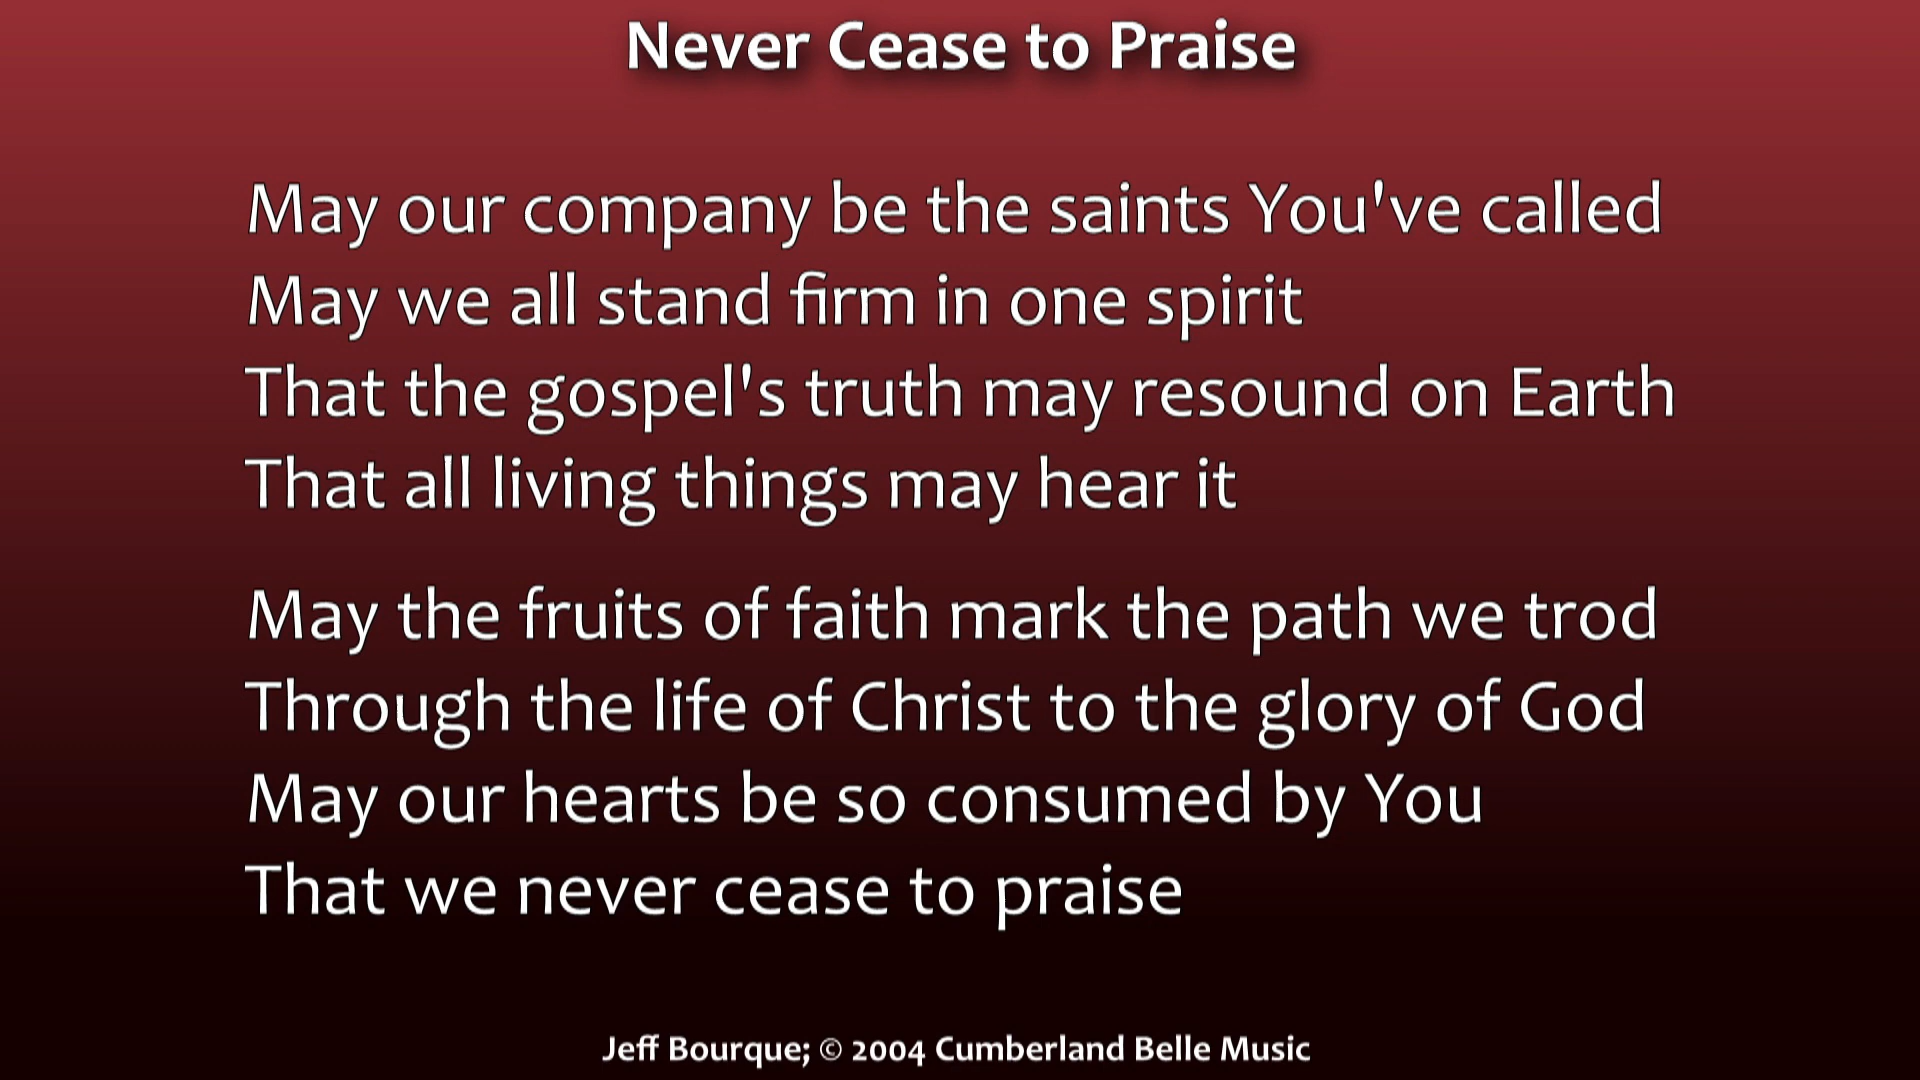 Never Cease to Praise
May our company be the saints You've called
May we all stand firm in one spirit
That the gospel's truth may resound on Earth
That all living things may hear it
May the fruits of faith mark the path we trod
Through the life of Christ to the glory of God
May our hearts be so consumed by You
That we never cease to praise
Jeff Bourque; © 2004 Cumberland Belle Music